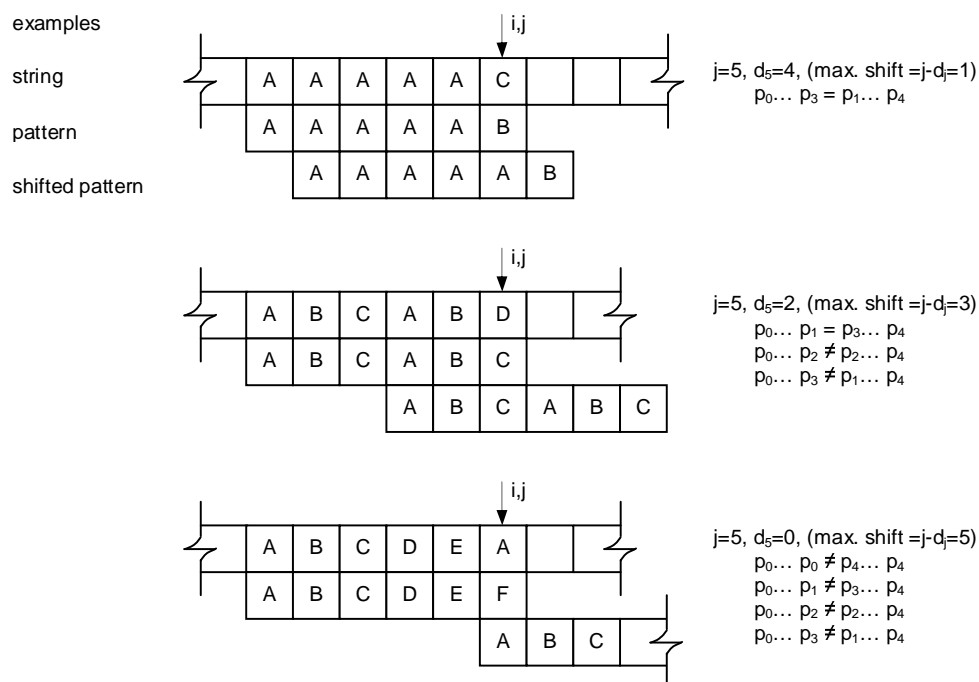 examples
i,j
string A A A A A C j=5, d₅=4, (max. shift =j-dⱼ=1)
p₀… p₃ = p₁… p₄
pattern A A A A A B
shifted pattern A A A A A B
i,j
A B C A B D j=5, d₅=2, (max. shift =j-dⱼ=3)
p₀… p₁ = p₃… p₄
A B C A B C p₀… p₂ ≠ p₂… p₄
p₀… p₃ ≠ p₁… p₄
A B C A B C
i,j
A B C D E A j=5, d₅=0, (max. shift =j-dⱼ=5)
p₀… p₀ ≠ p₄… p₄
A B C D E F p₀… p₁ ≠ p₃… p₄
p₀… p₂ ≠ p₂… p₄
A B C p₀… p₃ ≠ p₁… p₄